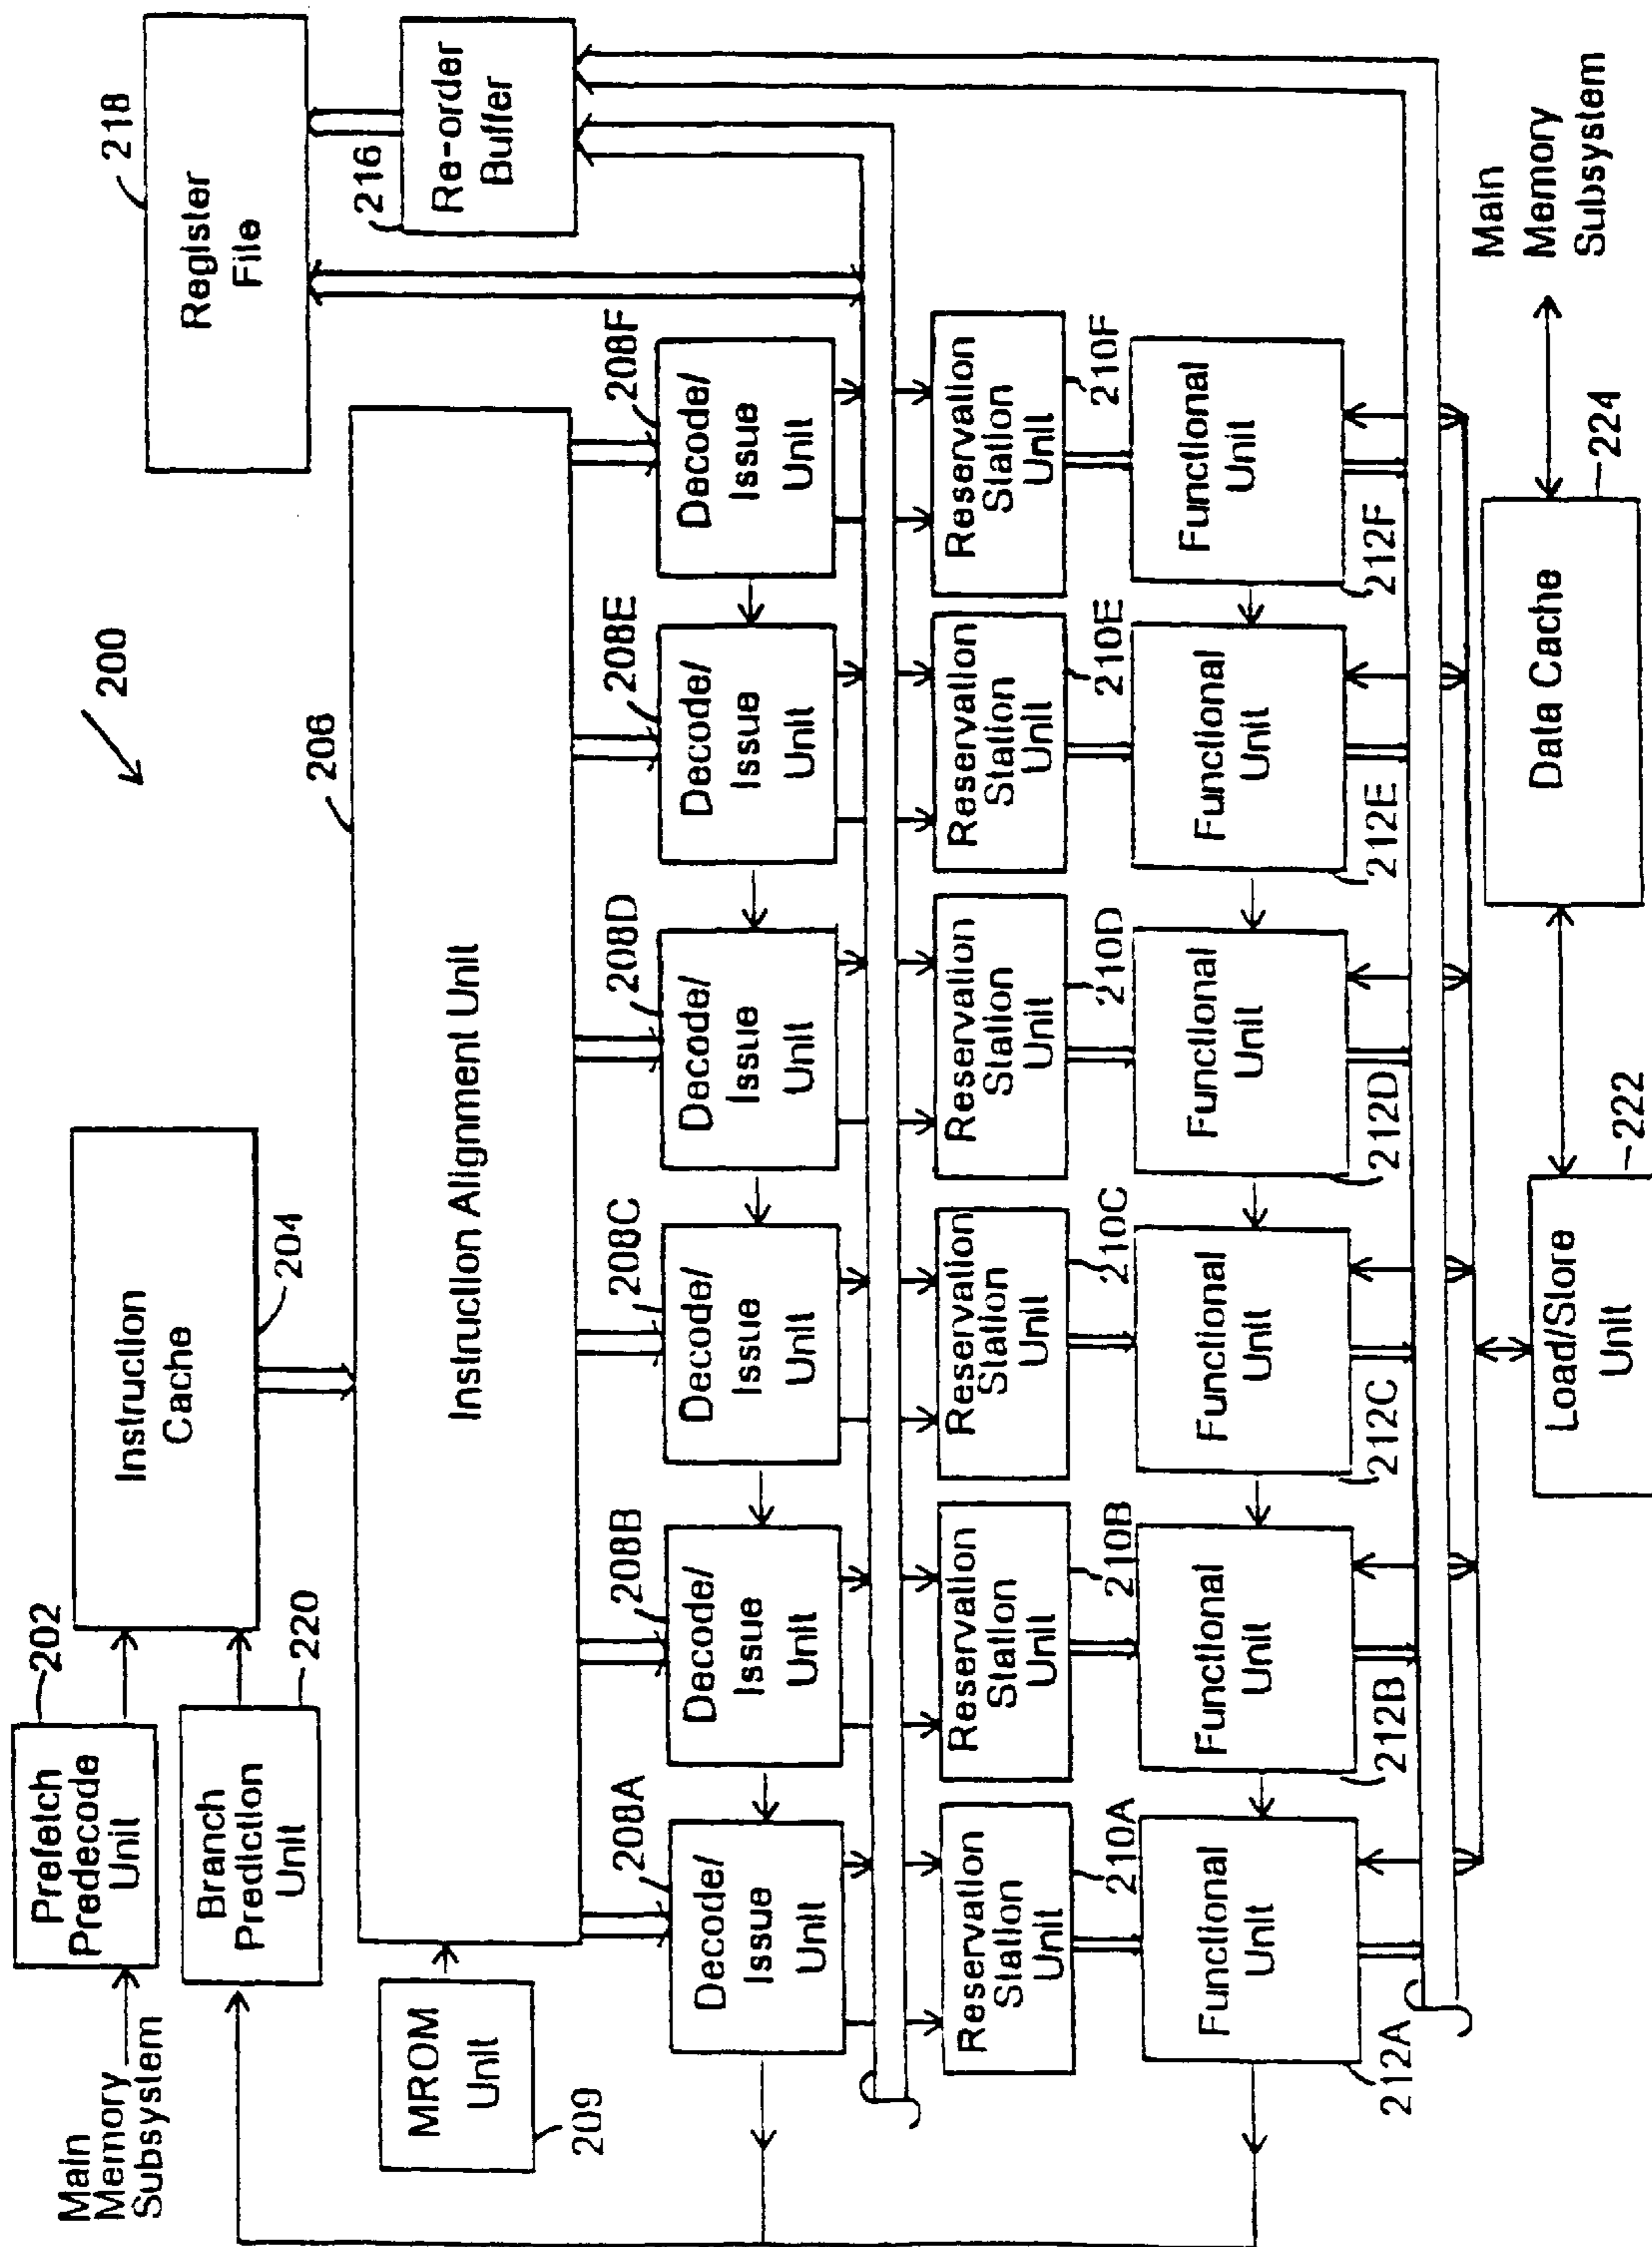 200
Main
Memory
Subsystem
Prefetch
Predecode
Unit
202
Branch
Prediction
Unit
220
Instruction
Cache
204
Register
File
218
216
Re-order
Buffer
MROM
Unit
209
Instruction Alignment Unit
206
Decode/
Issue
Unit
208A
Decode/
Issue
Unit
208B
Decode/
Issue
Unit
208C
Decode/
Issue
Unit
208D
Decode/
Issue
Unit
208E
Decode/
Issue
Unit
208F
Reservation
Station
Unit
210A
Reservation
Station
Unit
210B
Reservation
Station
Unit
210C
Reservation
Station
Unit
210D
Reservation
Station
Unit
210E
Reservation
Station
Unit
210F
Functional
Unit
212A
Functional
Unit
212B
Functional
Unit
212C
Functional
Unit
212D
Functional
Unit
212E
Functional
Unit
212F
Load/Store
Unit
222
Data Cache
224
Main
Memory
Subsystem